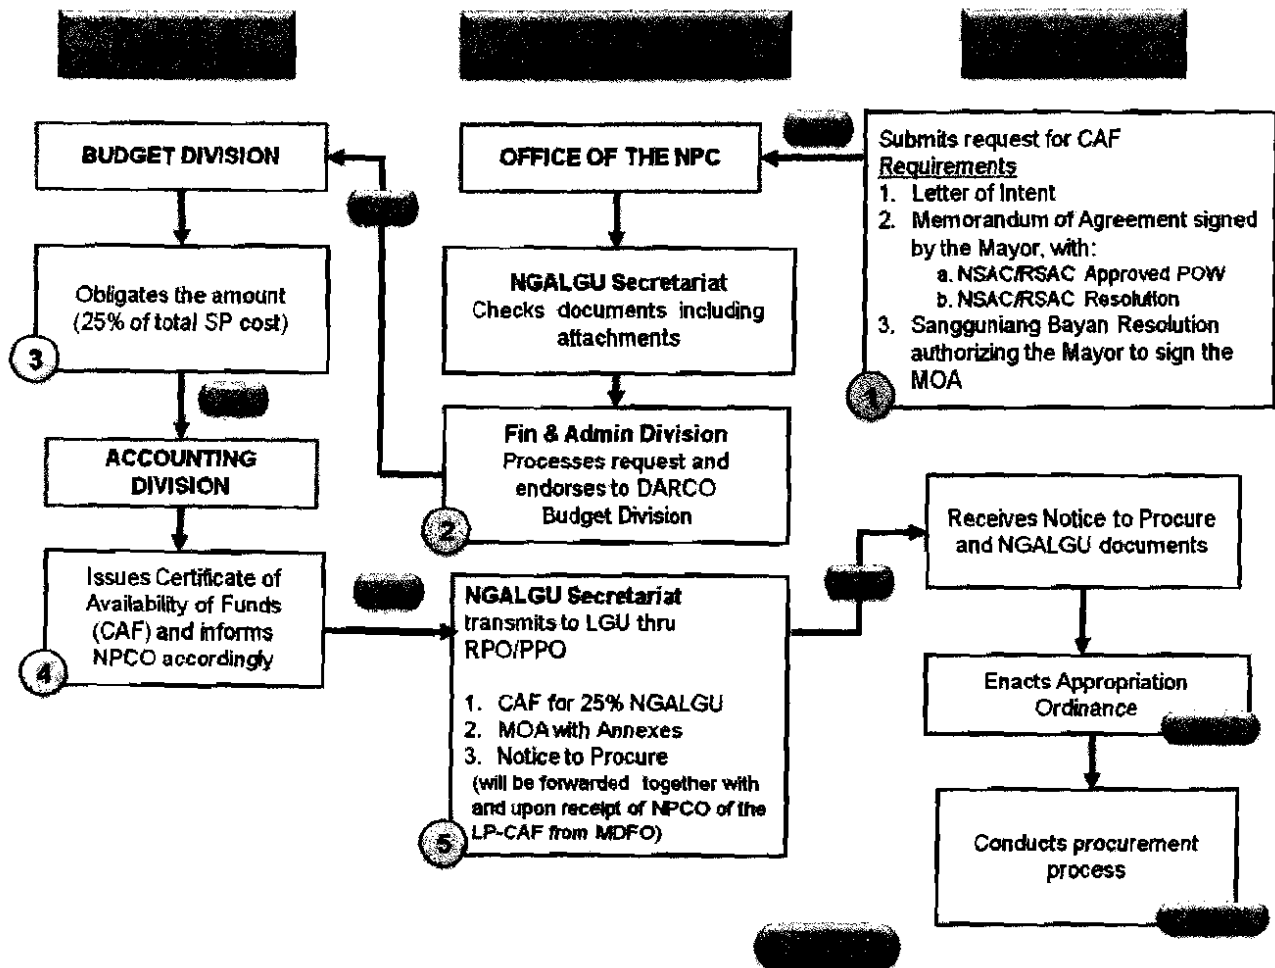 BUDGET DIVISION
Obligates the amount
(25% of total SP cost)
3
ACCOUNTING
DIVISION
Issues Certificate of
Availability of Funds
(CAF) and informs
NPCO accordingly
4
OFFICE OF THE NPC
NGALGU Secretariat
Checks documents including
attachments
Fin & Admin Division
Processes request and
endorses to DARCO
Budget Division
2
NGALGU Secretariat
transmits to LGU thru
RPO/PPO
1. CAF for 25% NGALGU
2. MOA with Annexes
3. Notice to Procure
(will be forwarded together with
and upon receipt of NPCO of the
LP-CAF from MDFO)
5
Submits request for CAF
Requirements
1. Letter of Intent
2. Memorandum of Agreement signed
by the Mayor, with:
a. NSAC/RSAC Approved POW
b. NSAC/RSAC Resolution
3. Sangguniang Bayan Resolution
authorizing the Mayor to sign the
MOA
1
Receives Notice to Procure
and NGALGU documents
Enacts Appropriation
Ordinance
Conducts procurement
process